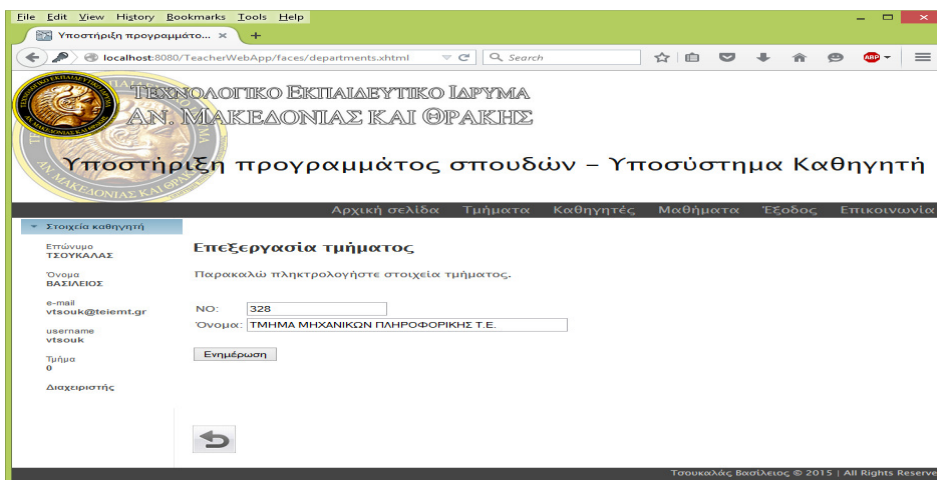 File Edit View History Bookmarks Tools Help
Υποστήριξη προγραμμάτο... × +
localhost:8080/TeacherWebApp/faces/departments.xhtml Search ABP
ΤΕΧΝΟΛΟΓΙΚΟ ΕΚΠΑΙΔΕΥΤΙΚΟ ΙΔΡΥΜΑ
ΑΝ. ΜΑΚΕΔΟΝΙΑΣ ΚΑΙ ΘΡΑΚΗΣ
Υποστήριξη προγραμμάτος σπουδών – Υποσύστημα Καθηγητή
Αρχική σελίδα Τμήματα Καθηγητές Μαθήματα Έξοδος Επικοινωνία
Στοιχεία καθηγητή
Επώνυμο
ΤΣΟΥΚΑΛΑΣ
Όνομα
ΒΑΣΙΛΕΙΟΣ
e-mail
vtsouk@teiemt.gr
username
vtsouk
Τμήμα
0
Διαχειριστής
Επεξεργασία τμήματος
Παρακαλώ πληκτρολογήστε στοιχεία τμήματος.
NO: 328
Όνομα: ΤΜΗΜΑ ΜΗΧΑΝΙΚΩΝ ΠΛΗΡΟΦΟΡΙΚΗΣ Τ.Ε.
Ενημέρωση
Τσουκαλάς Βασίλειος © 2015 | All Rights Reserve